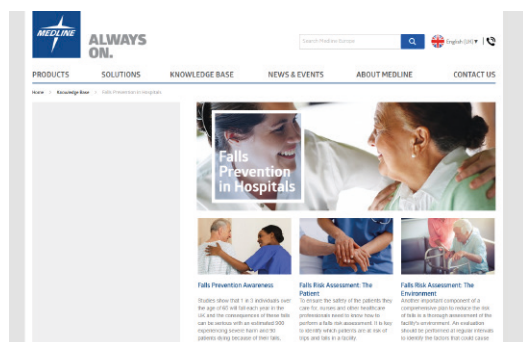 MEDLINE
ALWAYS
ON.
Search Medline Europe
English (UK)
PRODUCTS SOLUTIONS KNOWLEDGE BASE NEWS & EVENTS ABOUT MEDLINE CONTACT US
Home > Knowledge Base > Falls Prevention in Hospitals
Falls
Prevention
in Hospitals
Falls Prevention Awareness
Studies show that 1 in 3 individuals over
the age of 65 will fall each year in the
UK and the consequences of these falls
can be serious with an estimated 900
experiencing severe harm and 90
patients dying because of their falls,
Falls Risk Assessment: The
Patient
To ensure the safety of the patients they
care for, nurses and other healthcare
professionals need to know how to
perform a falls risk assessment. It is key
to identify which patients are at risk of
trips and falls in a facility
Falls Risk Assessment: The
Environment
Another important component of a
comprehensive plan to reduce the risk
of falls is a thorough assessment of the
facility's environment. An evaluation
should be performed at regular intervals
to identify the factors that could cause